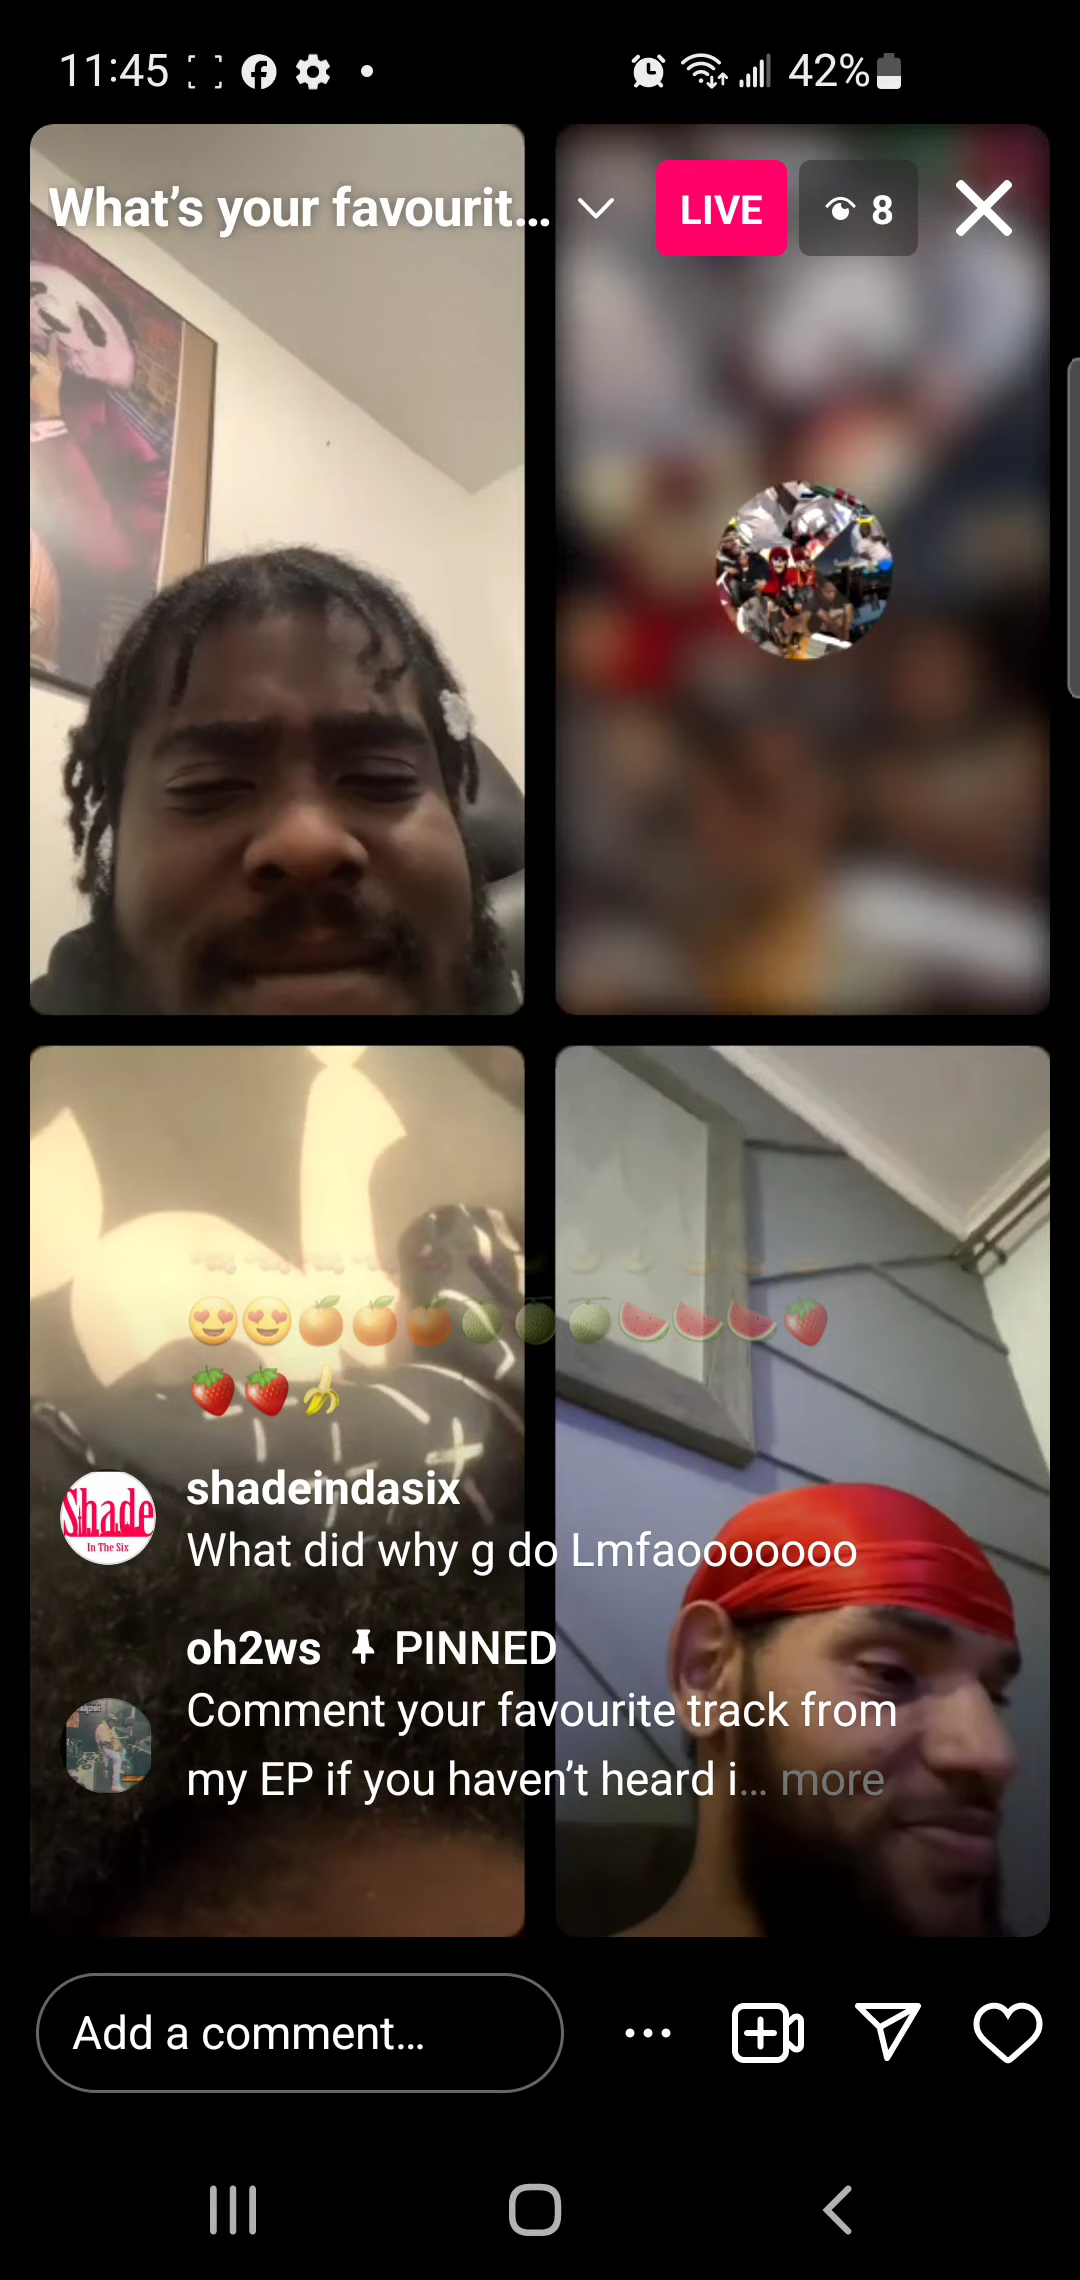 11:45
42%
What's your favourit...
LIVE
8
😍😍🍊🍊🍊🍈🍈🍈🍉🍉🍉🍓
🍓🍓🍌
Shade
In The Six
shadeindasix
What did why g do Lmfaooooooo
oh2ws PINNED
Comment your favourite track from
my EP if you haven't heard i... more
Add a comment...